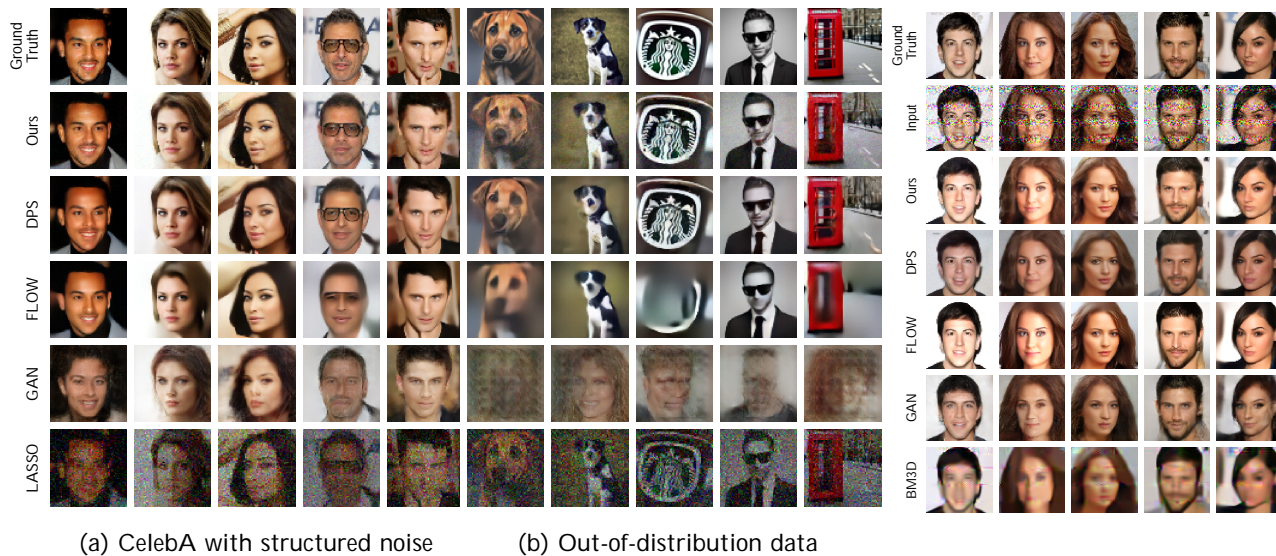 Ground
Truth
Ours
DPS
FLOW
GAN
LASSO
(a) CelebA with structured noise
(b) Out-of-distribution data
Ground
Truth
Input
Ours
DPS
FLOW
GAN
BM3D